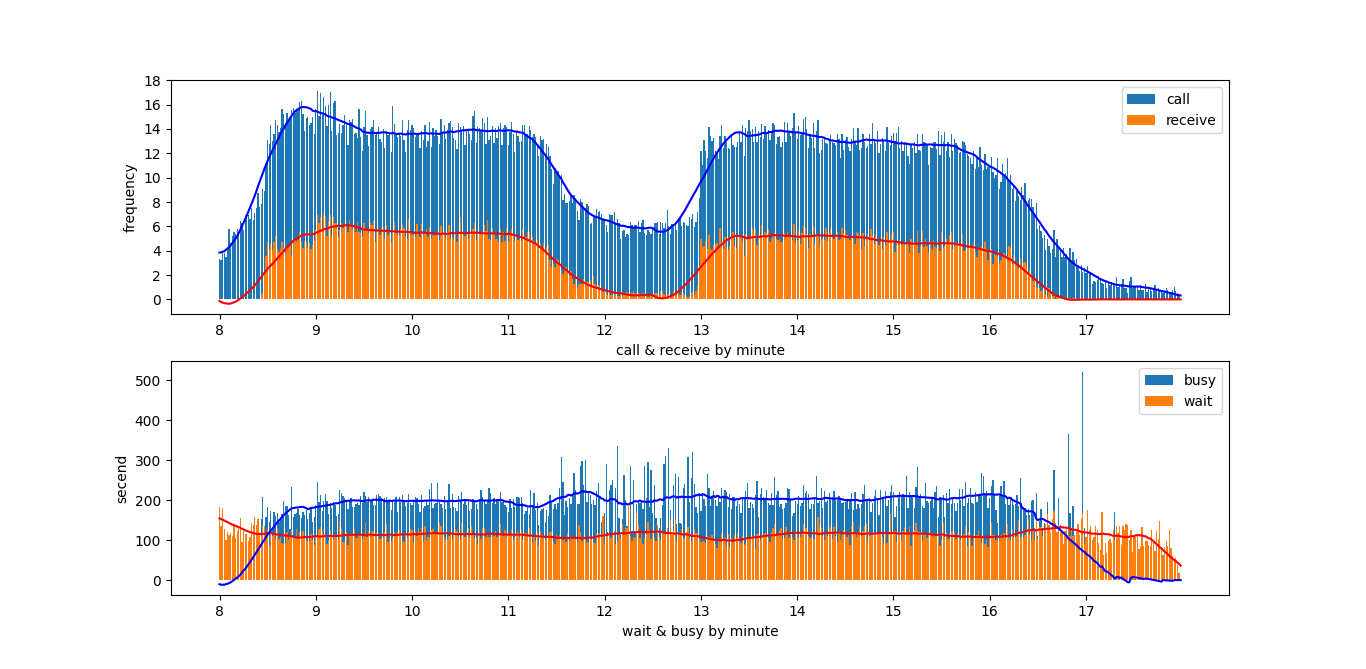 18
16
14
12
10
8
6
4
2
0
frequency
call
receive
8 9 10 11 12 13 14 15 16 17
call & receive by minute
500
400
300
200
100
0
secend
busy
wait
8 9 10 11 12 13 14 15 16 17
wait & busy by minute